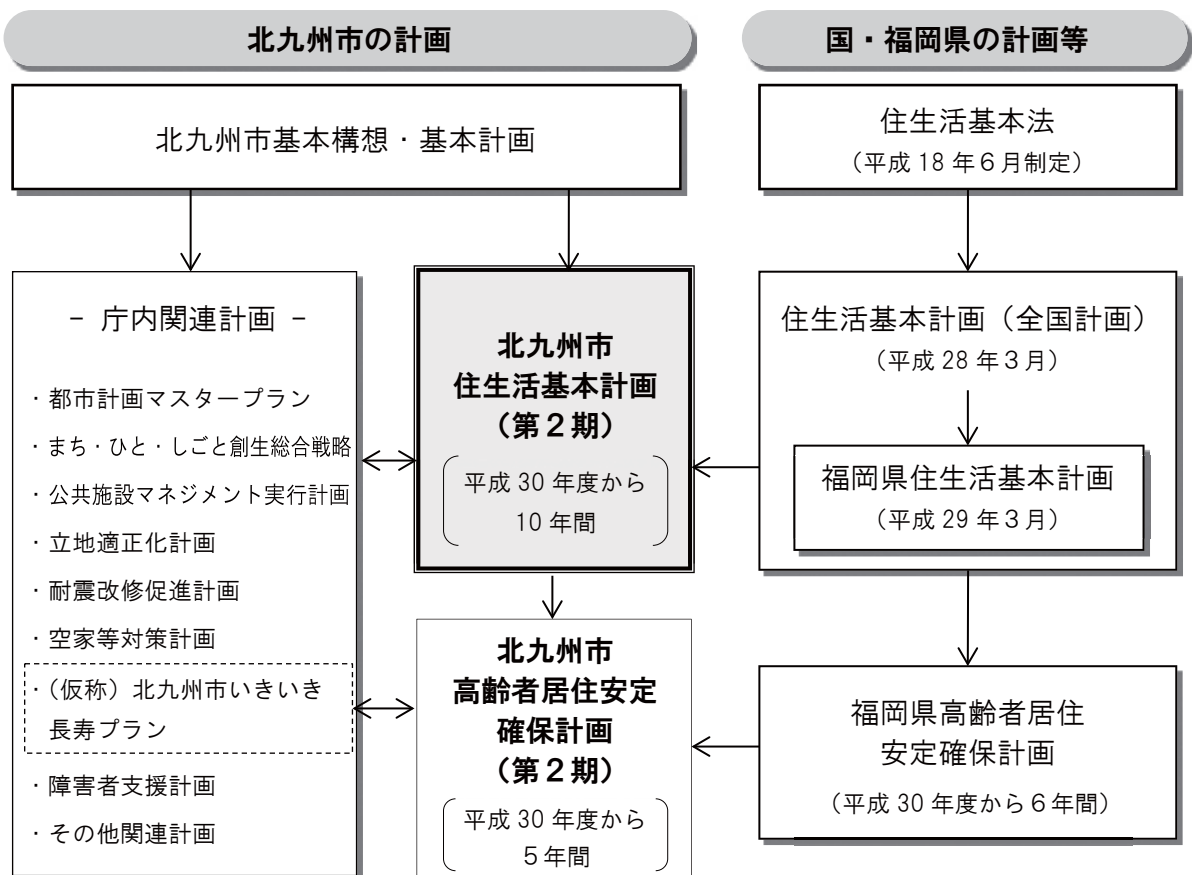 北九州市の計画
北九州市基本構想・基本計画
- 庁内関連計画 -
・都市計画マスタープラン
・まち・ひと・しごと創生総合戦略
・公共施設マネジメント実行計画
・立地適正化計画
・耐震改修促進計画
・空家等対策計画
・（仮称）北九州市いきいき
長寿プラン
・障害者支援計画
・その他関連計画
北九州市
住生活基本計画
（第２期）
平成 30 年度から
10 年間
北九州市
高齢者居住安定
確保計画
（第２期）
平成 30 年度から
５年間
国・福岡県の計画等
住生活基本法
（平成 18 年６月制定）
住生活基本計画（全国計画）
（平成 28 年３月）
福岡県住生活基本計画
（平成 29 年３月）
福岡県高齢者居住
安定確保計画
（平成 30 年度から６年間）